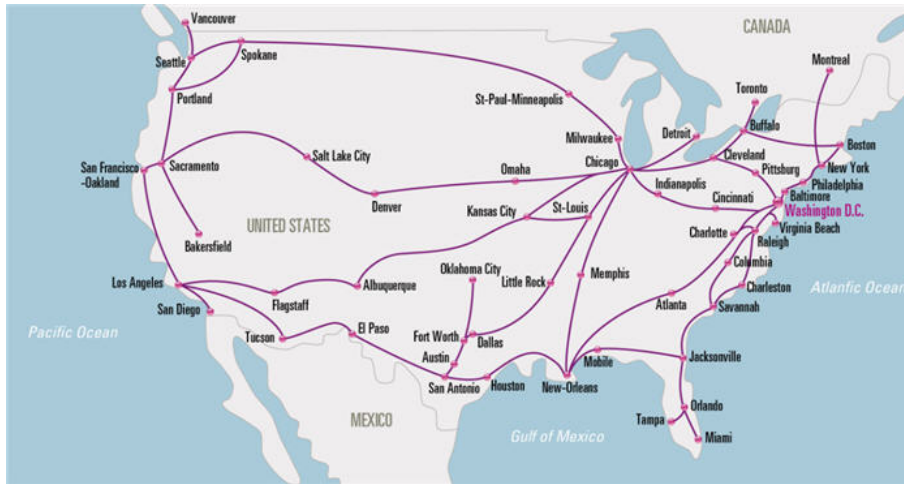 Vancouver
CANADA
Montreal
Seattle
Spokane
Toronto
Portland
St-Paul-Minneapolis
Buffalo
Milwaukee
Detroit
Boston
San Francisco
-Oakland
Sacramento
Salt Lake City
Chicago
Cleveland
New York
Omaha
Pittsburg
Philadelphia
Indianapolis
Baltimore
Denver
Cincinnati
Washington D.C.
Kansas City
St-Louis
UNITED STATES
Virginia Beach
Charlotte
Raleigh
Bakersfield
Columbia
Oklahoma City
Memphis
Los Angeles
Little Rock
Charleston
Flagstaff
Albuquerque
Atlanta
Savannah
Atlanfic Ocean
San Diego
Pacific Ocean
Tucson
El Paso
Fort Worth
Dallas
Austin
Mobile
Jacksonville
San Antonio
Houston
New-Orleans
Orlando
Tampa
MEXICO
Gulf of Mexico
Miami